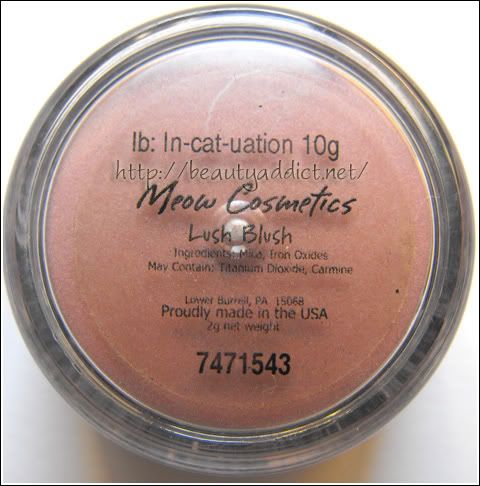 lb: In-cat-uation 10g
http://beautyaddict.net/
Meow Cosmetics
Lush Blush
Ingredients: Mica, Iron Oxides
May Contain: Titanium Dioxide, Carmine
Lower Burrell, PA 15068
Proudly made in the USA
2g net weight
7471543